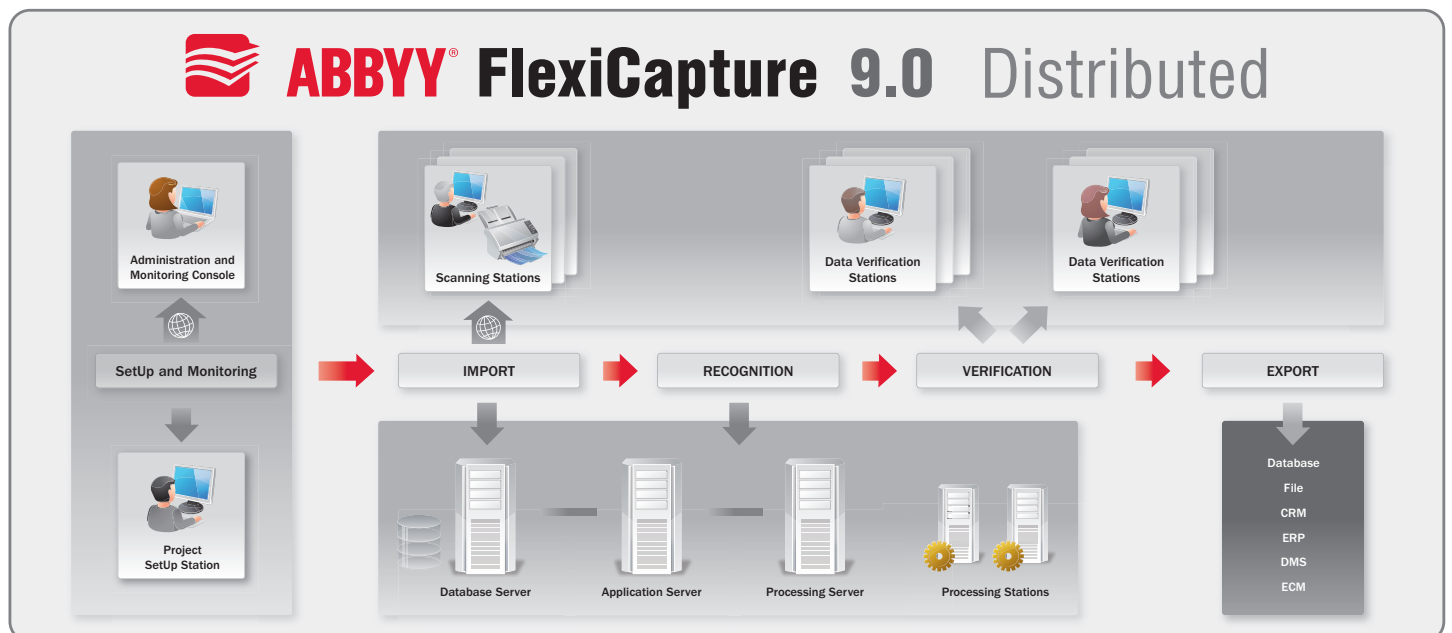 ABBYY® FlexiCapture 9.0 Distributed
Administration and
Monitoring Console
SetUp and Monitoring
Project
SetUp Station
Scanning Stations
Data Verification
Stations
Data Verification
Stations
IMPORT
RECOGNITION
VERIFICATION
EXPORT
Database Server
Application Server
Processing Server
Processing Stations
Database
File
CRM
ERP
DMS
ECM